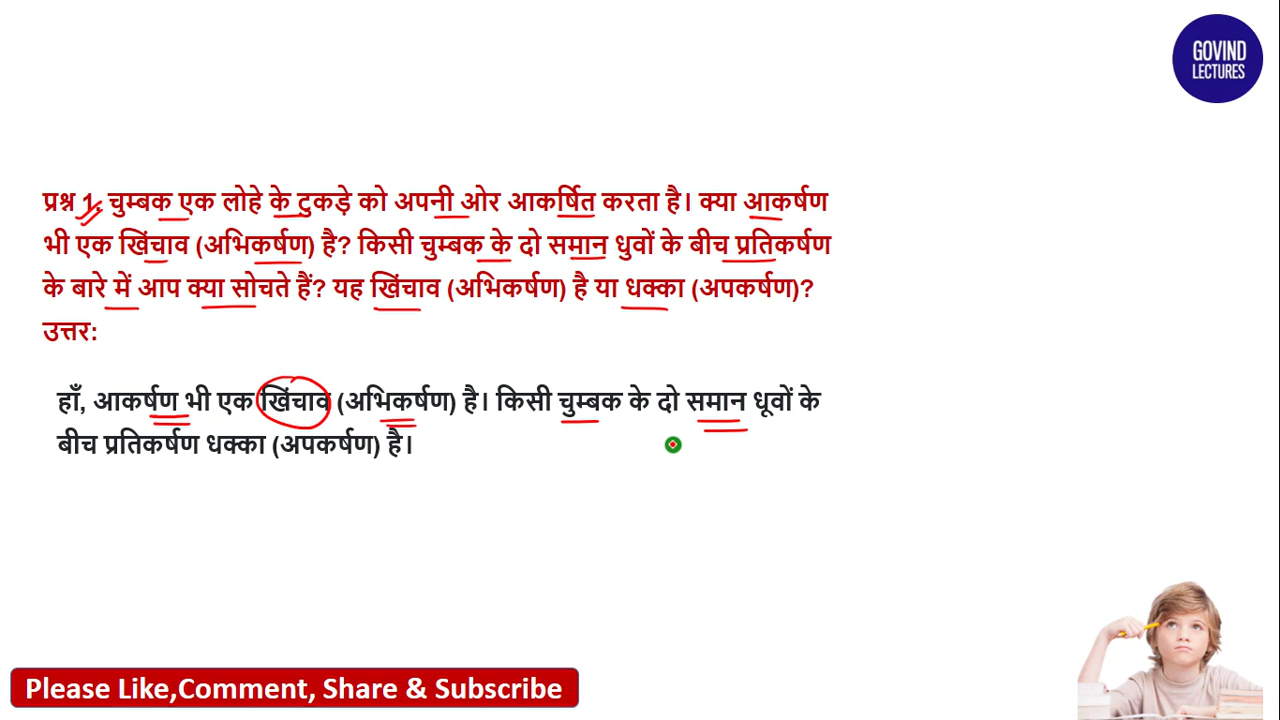 GOVIND
LECTURES
प्रश्न 1. चुम्बक एक लोहे के टुकड़े को अपनी ओर आकर्षित करता है। क्या आकर्षण
भी एक खिंचाव (अभिकर्षण) है? किसी चुम्बक के दो समान धुवों के बीच प्रतिकर्षण
के बारे में आप क्या सोचते हैं? यह खिंचाव (अभिकर्षण) है या धक्का (अपकर्षण)?
उत्तर:
हाँ, आकर्षण भी एक खिंचाव (अभिकर्षण) है। किसी चुम्बक के दो समान धूवों के
बीच प्रतिकर्षण धक्का (अपकर्षण) है।
Please Like,Comment, Share & Subscribe